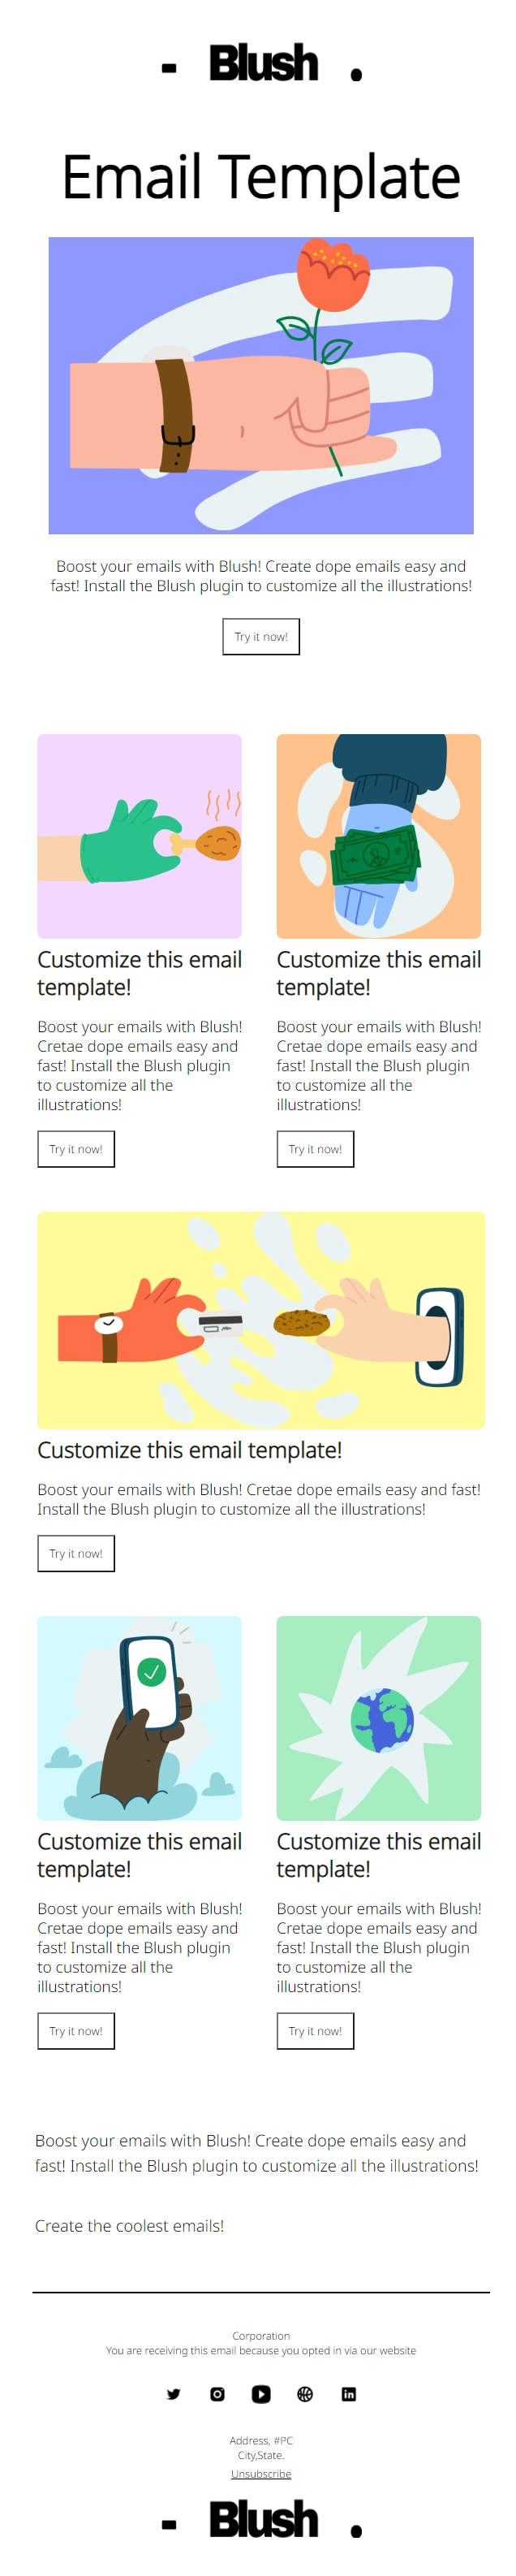 - Blush .
Email Template
Boost your emails with Blush! Create dope emails easy and
fast! Install the Blush plugin to customize all the illustrations!
Try it now!
Customize this email
template!
Boost your emails with Blush!
Cretae dope emails easy and
fast! Install the Blush plugin
to customize all the
illustrations!
Try it now!
Customize this email
template!
Boost your emails with Blush!
Cretae dope emails easy and
fast! Install the Blush plugin
to customize all the
illustrations!
Try it now!
Customize this email template!
Boost your emails with Blush! Cretae dope emails easy and fast!
Install the Blush plugin to customize all the illustrations!
Try it now!
Customize this email
template!
Boost your emails with Blush!
Cretae dope emails easy and
fast! Install the Blush plugin
to customize all the
illustrations!
Try it now!
Customize this email
template!
Boost your emails with Blush!
Cretae dope emails easy and
fast! Install the Blush plugin
to customize all the
illustrations!
Try it now!
Boost your emails with Blush! Create dope emails easy and
fast! Install the Blush plugin to customize all the illustrations!
Create the coolest emails!
Corporation
You are receiving this email because you opted in via our website
Address, #PC
City,State.
Unsubscribe
- Blush .